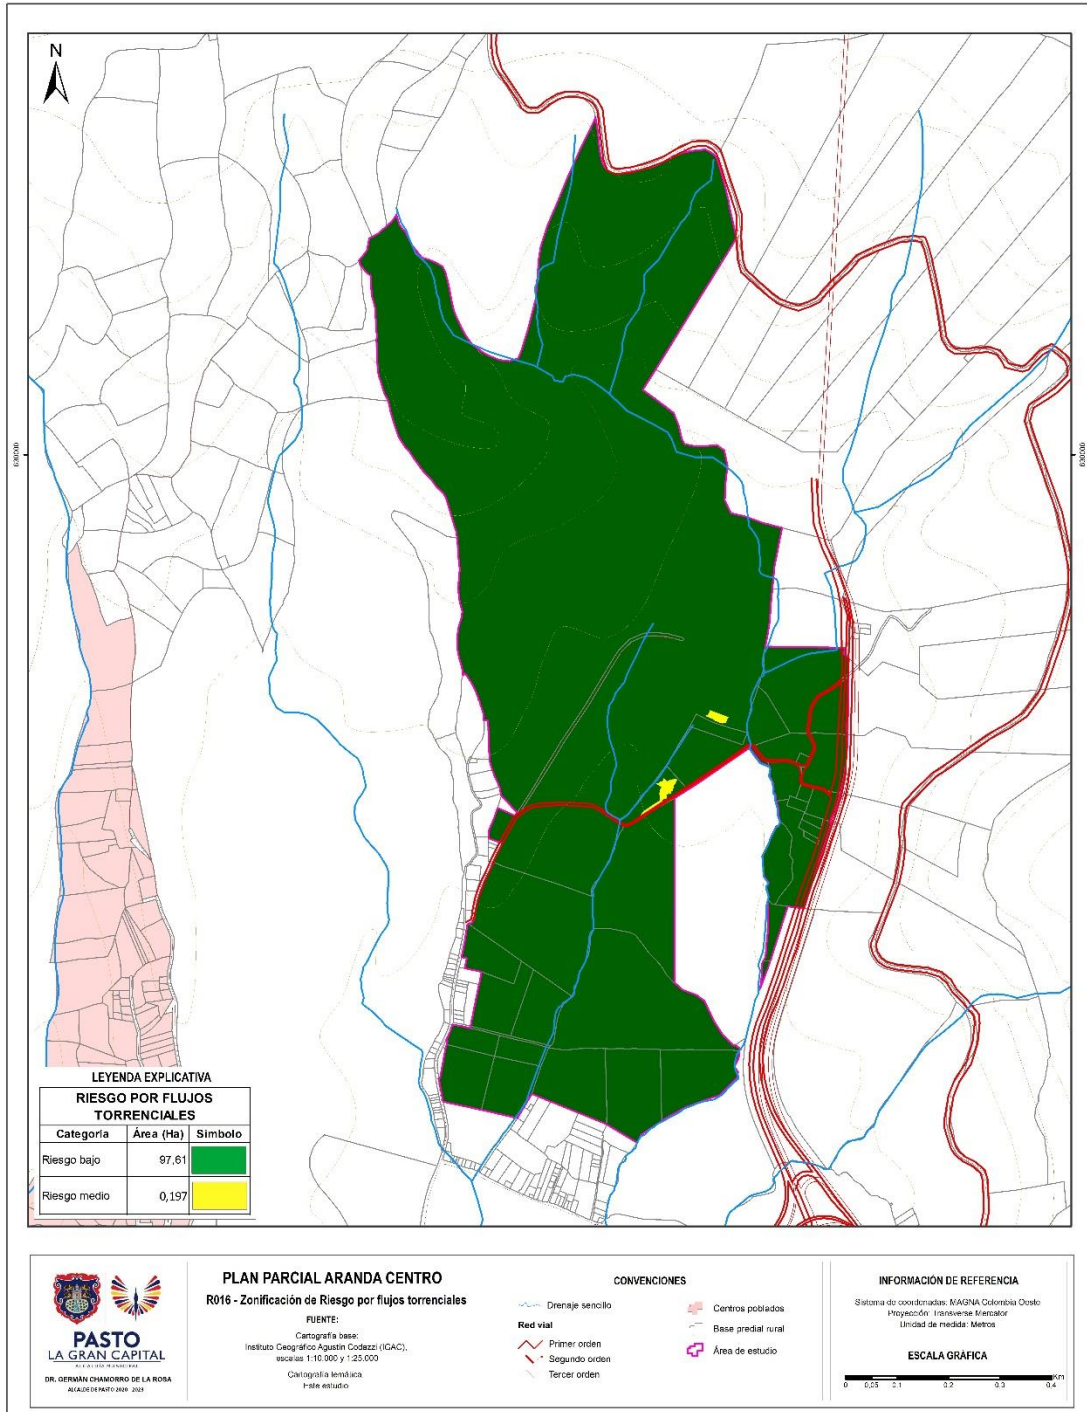 N
630000
630000
LEYENDA EXPLICATIVA
RIESGO POR FLUJOS
TORRENCIALES
Categoría Área (Ha) Símbolo
Riesgo bajo 97,61
Riesgo medio 0,197
PASTO
LA GRAN CAPITAL
ALCALDÍA MUNICIPAL
DR. GERMÁN CHAMORRO DE LA ROSA
ALCALDE DE PASTO 2020 - 2023
PLAN PARCIAL ARANDA CENTRO
R016 - Zonificación de Riesgo por flujos torrenciales
FUENTE:
Cartografía base:
Instituto Geográfico Agustín Codazzi (IGAC),
escalas 1:10.000 y 1:25.000
Cartografía temática
Este estudio
CONVENCIONES
Drenaje sencillo
Red vial
Primer orden
Segundo orden
Tercer orden
Centros poblados
Base predial rural
Área de estudio
INFORMACIÓN DE REFERENCIA
Sistema de coordenadas: MAGNA Colombia Oeste
Proyección: Transverse Mercator
Unidad de medida: Metros
ESCALA GRÁFICA
0 0,05 0,1 0,2 0,3 0,4 Km